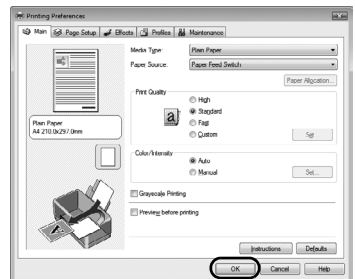 Printing Preferences
Main Page Setup Effects Profiles Maintenance
Media Type: Plain Paper
Paper Source: Paper Feed Switch
Paper Allocation...
Print Quality
High
Standard
Fast
Custom Set
Plain Paper
A4 210.0x297.0mm
Color/Intensity
Auto
Manual Set...
Grayscale Printing
Preview before printing
Instructions Defaults
OK Cancel Help